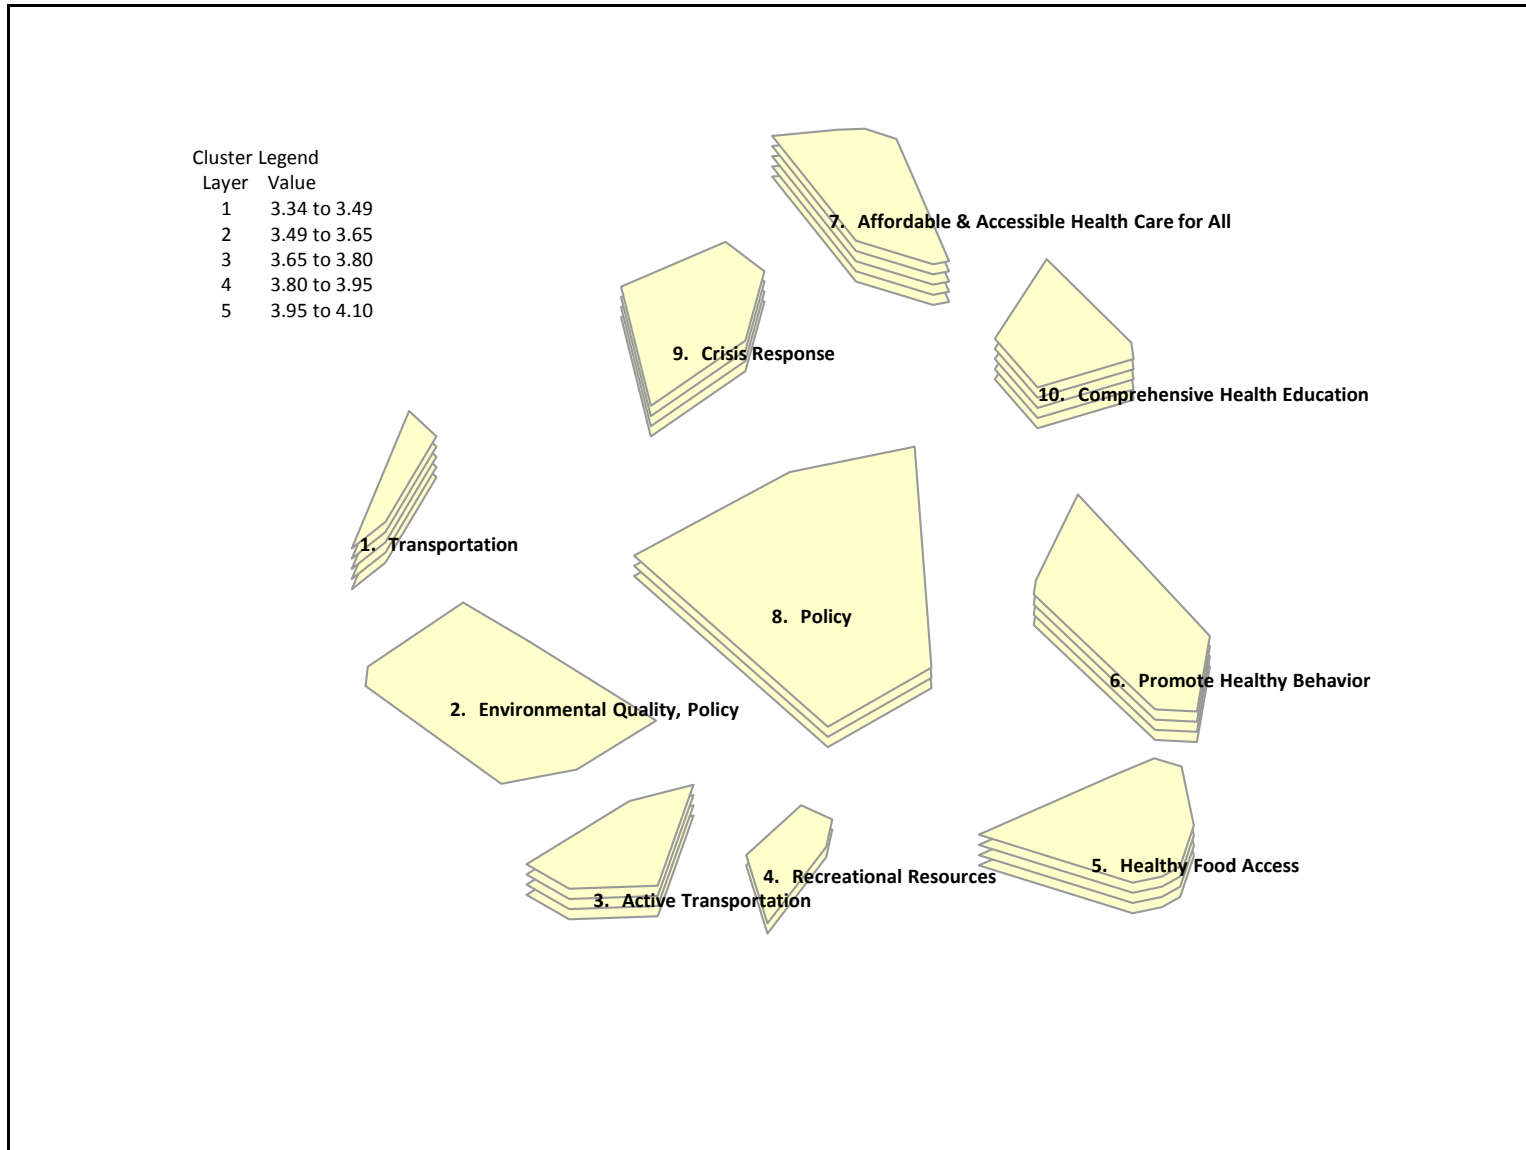 Cluster Legend
Layer Value
1 3.34 to 3.49
2 3.49 to 3.65
3 3.65 to 3.80
4 3.80 to 3.95
5 3.95 to 4.10
7. Affordable & Accessible Health Care for All
9. Crisis Response
10. Comprehensive Health Education
1. Transportation
8. Policy
6. Promote Healthy Behavior
2. Environmental Quality, Policy
5. Healthy Food Access
4. Recreational Resources
3. Active Transportation